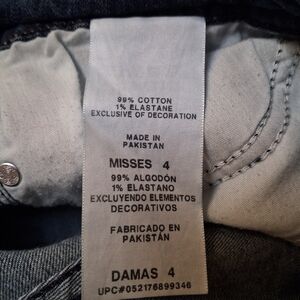 99% COTTON
1% ELASTANE
EXCLUSIVE OF DECORATION
MADE IN
PAKISTAN
MISSES 4
99% ALGODÓN
1% ELASTANO
EXCLUYENDO ELEMENTOS
DECORATIVOS
FABRICADO EN
PAKISTÁN
DAMAS 4
UPC#052176899346